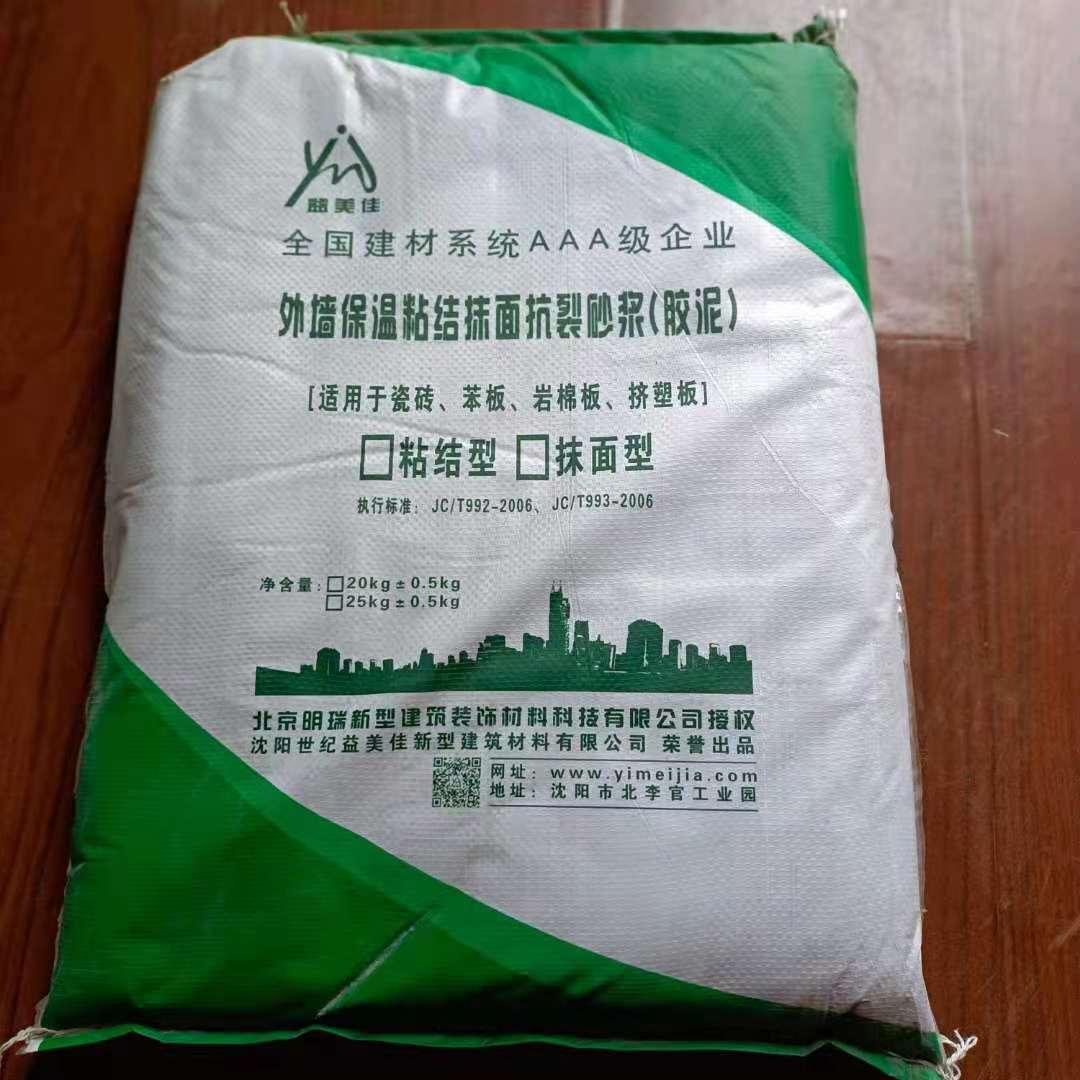 益美佳
全国建材系统AAA级企业
外墙保温粘结抹面抗裂砂浆(胶泥)
[适用于瓷砖、苯板、岩棉板、挤塑板]
□粘结型 □抹面型
执行标准: JC/T992-2006、JC/T993-2006
净含量:□20kg±0.5kg
□25kg±0.5kg
北京明瑞新型建筑装饰材料科技有限公司授权
沈阳世纪益美佳新型建筑材料有限公司 荣誉出品
网址: www.yimeijia.com
地址: 沈阳市北李官工业园